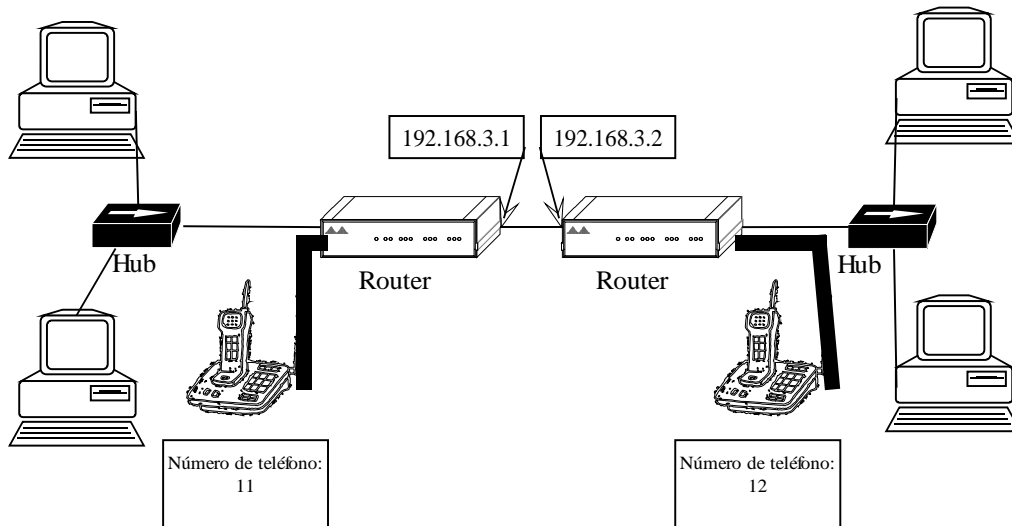 192.168.3.1
192.168.3.2
Hub
Router
Router
Hub
Número de teléfono:
11
Número de teléfono:
12